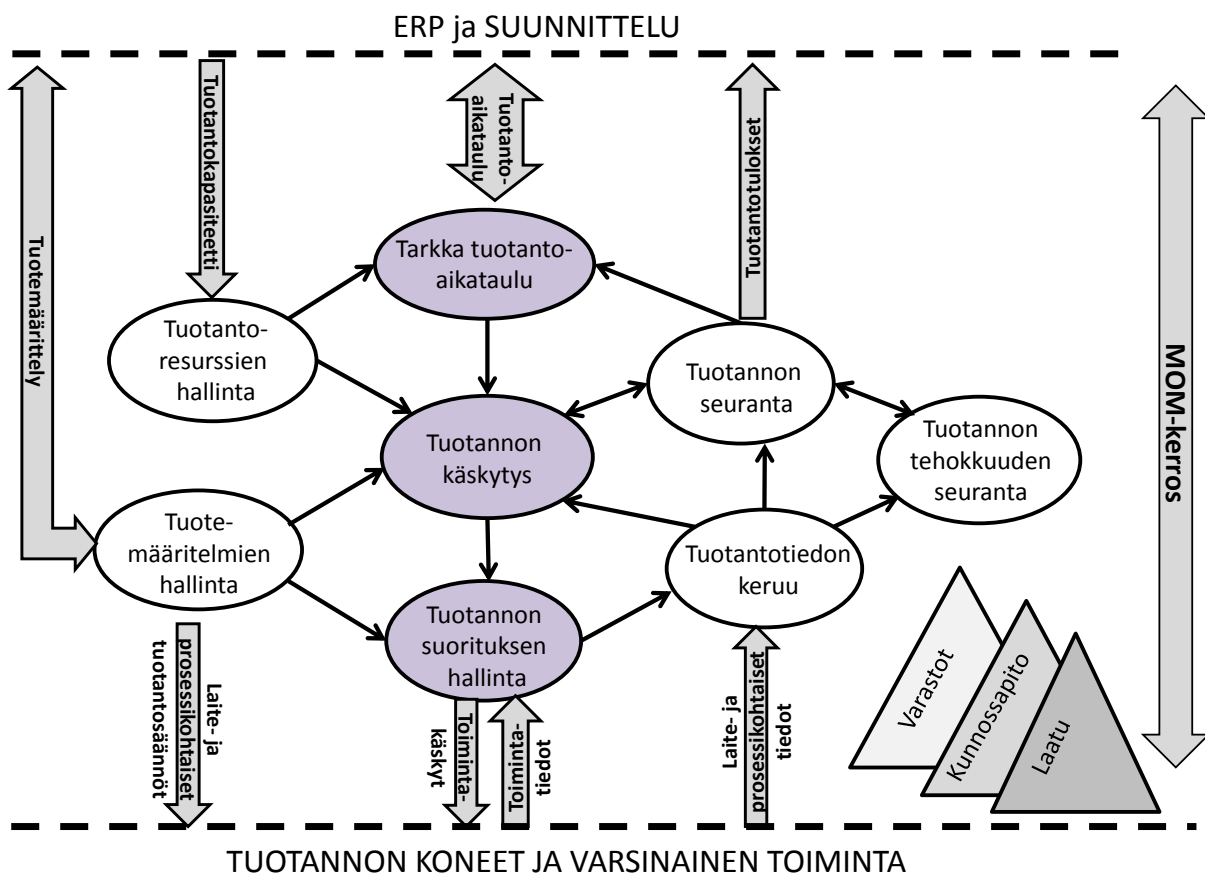 ERP ja SUUNNITTELU
Tuotemäärittely
Tuotantokapasiteetti
Tuotanto-
aikataulu
Tuotantotulokset
MOM-kerros
Tarkka tuotanto-
aikataulu
Tuotanto-
resurssien
hallinta
Tuotannon
seuranta
Tuotannon
käskytys
Tuotannon
tehokkuuden
seuranta
Tuote-
määritelmien
hallinta
Tuotantotiedon
keruu
Tuotannon
suorituksen
hallinta
Laite- ja
prosessikohtaiset
tuotantosäännöt
Toiminta-
käskyt
Toiminta-
tiedot
Laite- ja
prosessikohtaiset
tiedot
Varastot
Kunnossapito
Laatu
TUOTANNON KONEET JA VARSINAINEN TOIMINTA